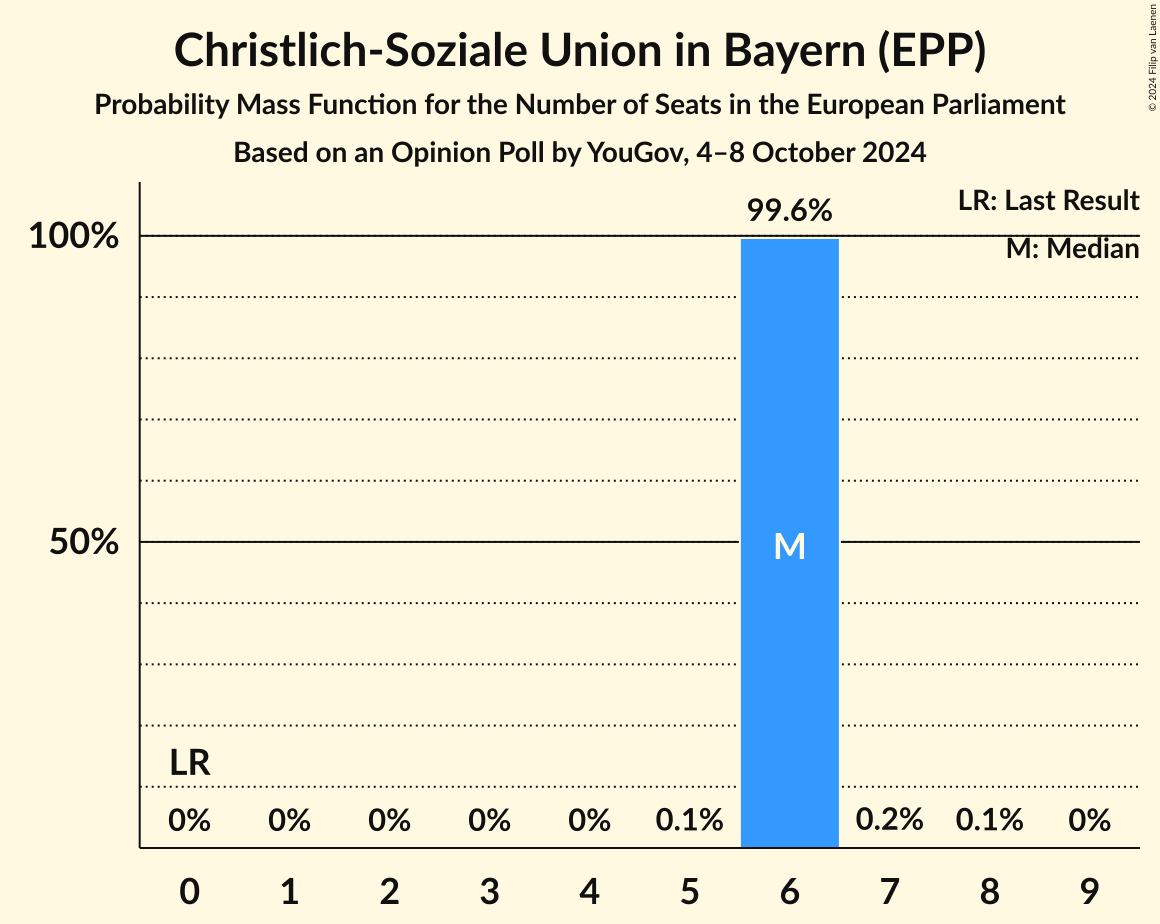 Christlich-Soziale Union in Bayern (EPP)
Probability Mass Function for the Number of Seats in the European Parliament
Based on an Opinion Poll by YouGov, 4–8 October 2024
© 2024 Filip van Laenen
LR: Last Result
M: Median
99.6%
100%
50%
M
LR
0% 0% 0% 0% 0% 0.1% 0.2% 0.1% 0%
0 1 2 3 4 5 6 7 8 9